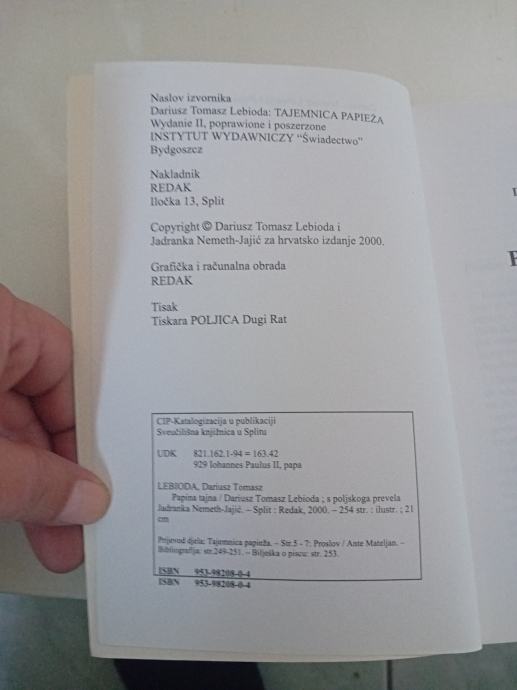 Naslov izvornika
Dariusz Tomasz Lebioda: TAJEMNICA PAPIEŻA
Wydanie II, poprawione i poszerzone
INSTYTUT WYDAWNICZY "Świadectwo"
Bydgoszcz
Nakladnik
REDAK
Iločka 13, Split
Copyright © Dariusz Tomasz Lebioda i
Jadranka Nemeth-Jajić za hrvatsko izdanje 2000.
Grafička i računalna obrada
REDAK
Tisak
Tiskara POLJICA Dugi Rat
CIP-Katalogizacija u publikaciji
Sveučilišna knjižnica u Splitu
UDK 821.162.1-94 = 163.42
929 Iohannes Paulus II, papa
LEBIODA, Dariusz Tomasz
Papina tajna / Dariusz Tomasz Lebioda ; s poljskoga prevela
Jadranka Nemeth-Jajić. – Split : Redak, 2000. – 254 str. : ilustr. ; 21
cm
Prijevod djela: Tajemnica papieża. – Str.5 - 7: Proslov / Ante Mateljan. –
Bibliografija: str.249-251. – Bilješka o piscu: str. 253.
ISBN 953-98208-0-4
ISBN 953-98208-0-4